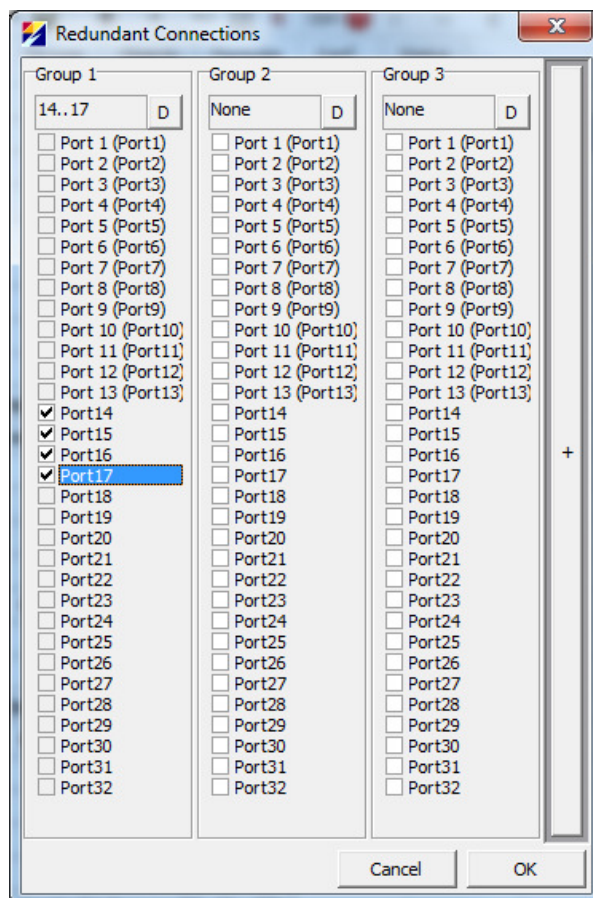 Redundant Connections
Group 1
14..17 D
Port 1 (Port1)
Port 2 (Port2)
Port 3 (Port3)
Port 4 (Port4)
Port 5 (Port5)
Port 6 (Port6)
Port 7 (Port7)
Port 8 (Port8)
Port 9 (Port9)
Port 10 (Port10)
Port 11 (Port11)
Port 12 (Port12)
Port 13 (Port13)
Port14
Port15
Port16
Port17
Port18
Port19
Port20
Port21
Port22
Port23
Port24
Port25
Port26
Port27
Port28
Port29
Port30
Port31
Port32
Group 2
None D
Port 1 (Port1)
Port 2 (Port2)
Port 3 (Port3)
Port 4 (Port4)
Port 5 (Port5)
Port 6 (Port6)
Port 7 (Port7)
Port 8 (Port8)
Port 9 (Port9)
Port 10 (Port10)
Port 11 (Port11)
Port 12 (Port12)
Port 13 (Port13)
Port14
Port15
Port16
Port17
Port18
Port19
Port20
Port21
Port22
Port23
Port24
Port25
Port26
Port27
Port28
Port29
Port30
Port31
Port32
Group 3
None D
Port 1 (Port1)
Port 2 (Port2)
Port 3 (Port3)
Port 4 (Port4)
Port 5 (Port5)
Port 6 (Port6)
Port 7 (Port7)
Port 8 (Port8)
Port 9 (Port9)
Port 10 (Port10)
Port 11 (Port11)
Port 12 (Port12)
Port 13 (Port13)
Port14
Port15
Port16
Port17
Port18
Port19
Port20
Port21
Port22
Port23
Port24
Port25
Port26
Port27
Port28
Port29
Port30
Port31
Port32
+
Cancel OK